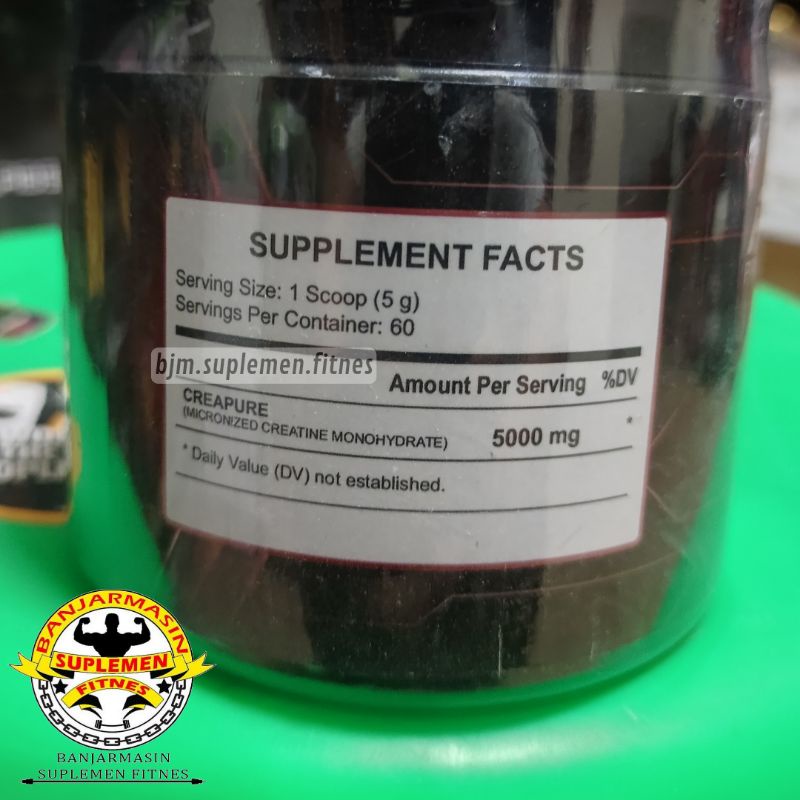 SUPPLEMENT FACTS
Serving Size: 1 Scoop (5 g)
Servings Per Container: 60
bjm.suplemen.fitnes
Amount Per Serving %DV
CREAPURE
(MICRONIZED CREATINE MONOHYDRATE) 5000 mg *
* Daily Value (DV) not established.
BANJARMASIN
SUPLEMEN
FITNES
BANJARMASIN
SUPLEMEN FITNES